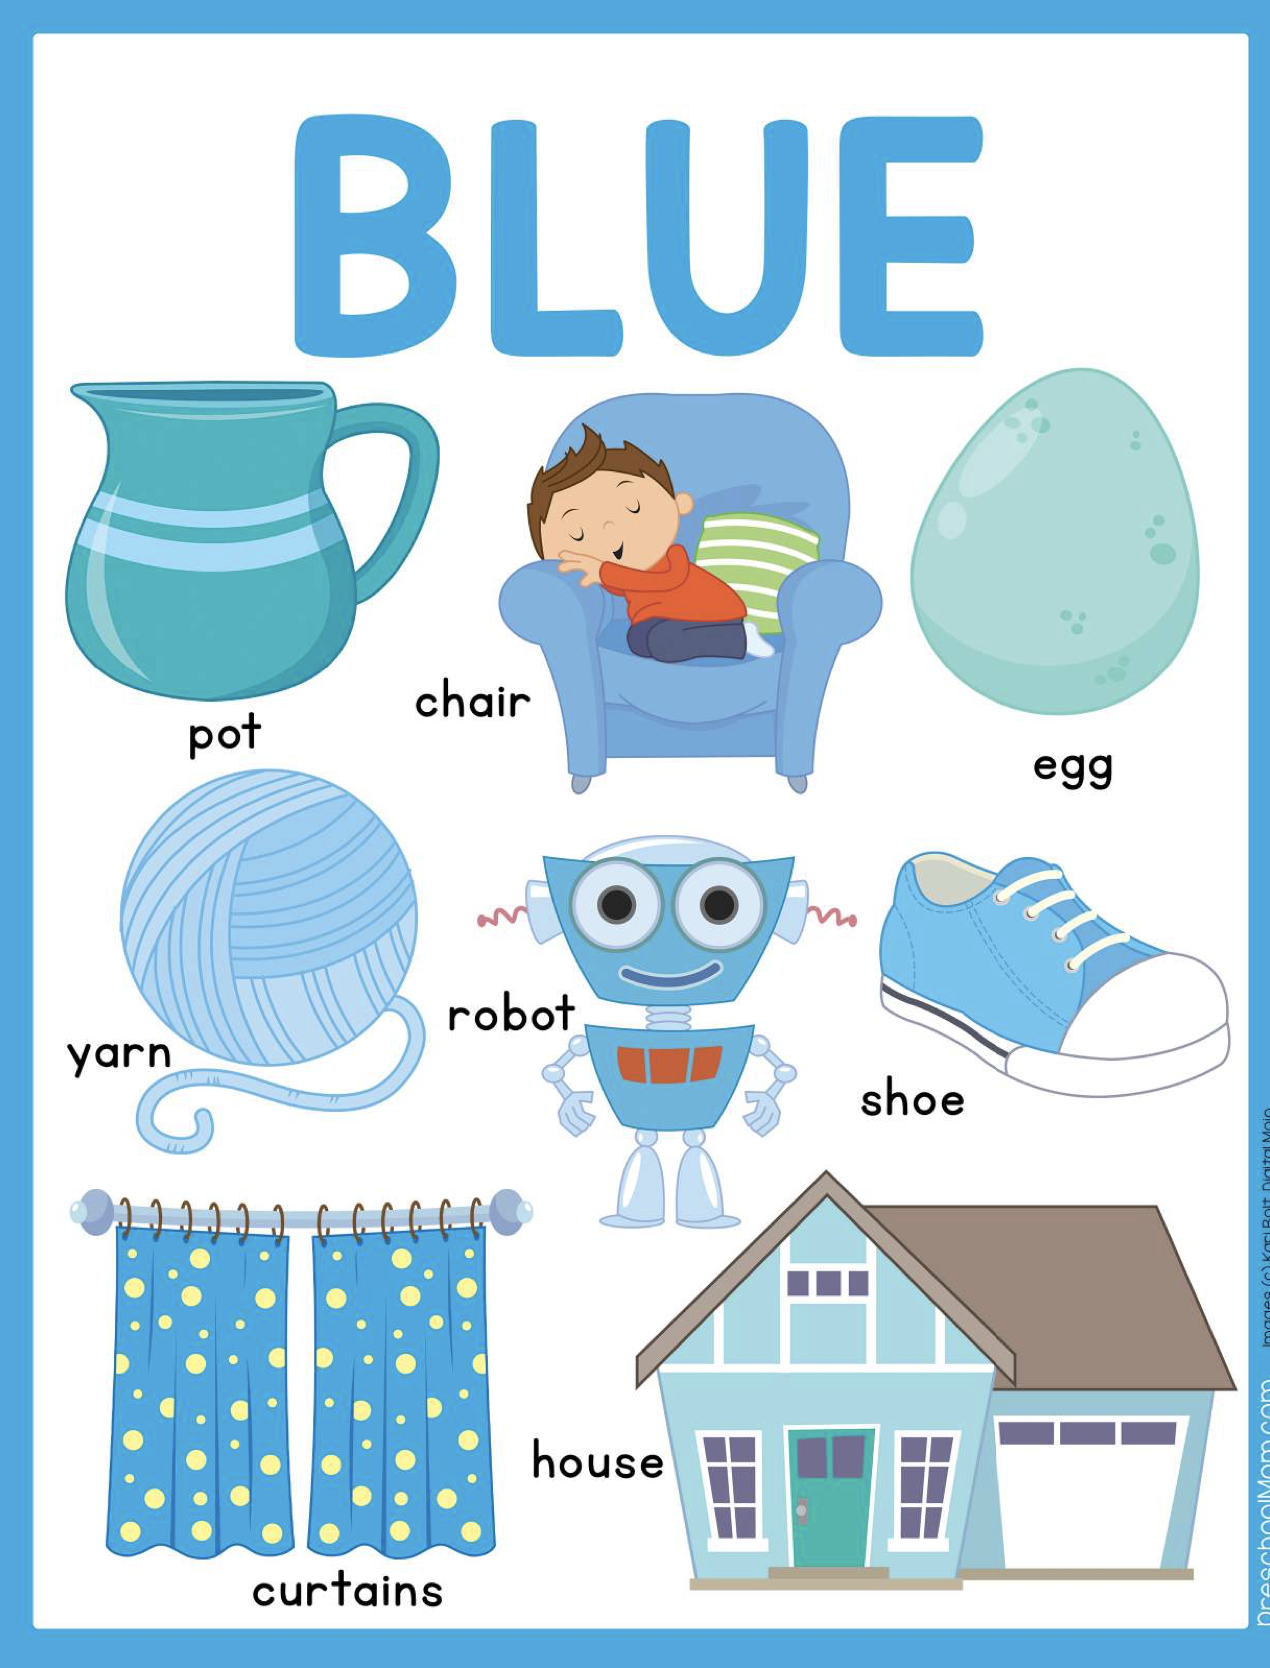 BLUE
pot
chair
egg
yarn
robot
shoe
curtains
house
Images (c) Kari Bolt, Digital Mojo
preschoolMom.com